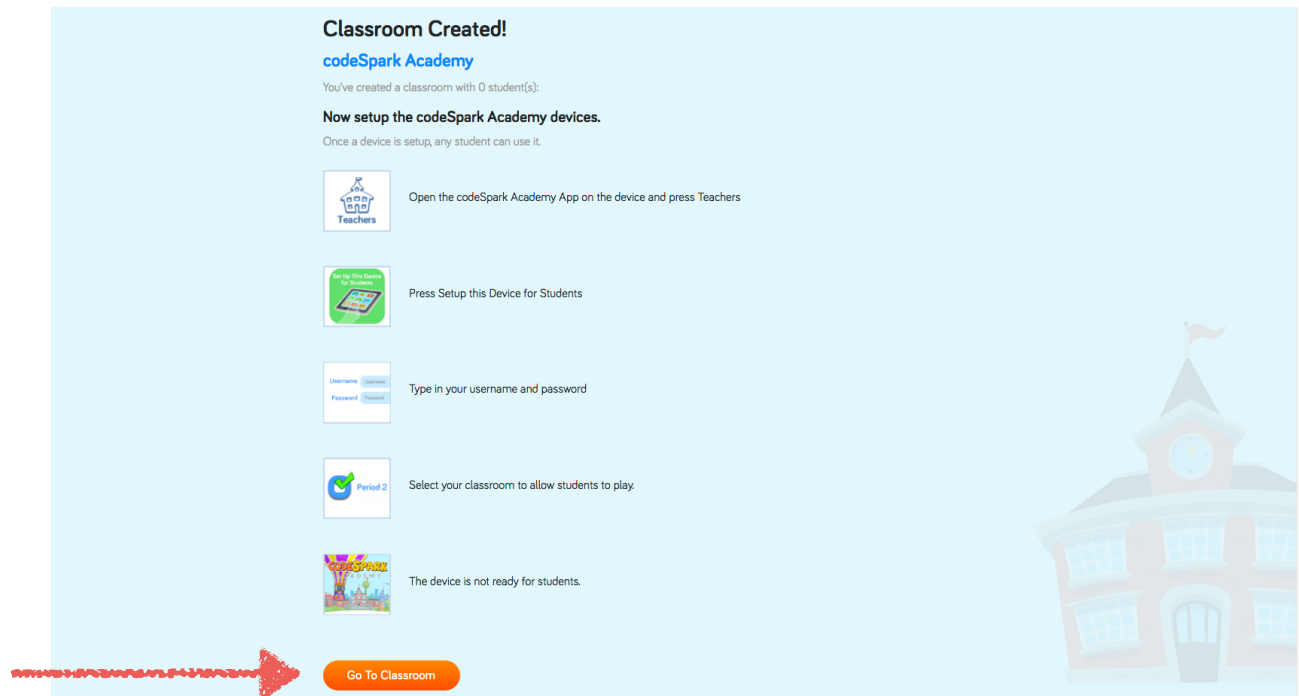 Classroom Created!
codeSpark Academy
You've created a classroom with 0 student(s):
Now setup the codeSpark Academy devices.
Once a device is setup, any student can use it.
Teachers
Open the codeSpark Academy App on the device and press Teachers
Set Up This Device
for Students
Press Setup this Device for Students
Username Username
Password Password
Type in your username and password
Period 2
Select your classroom to allow students to play.
CODESPARK
ACADEMY
The device is not ready for students.
Go To Classroom